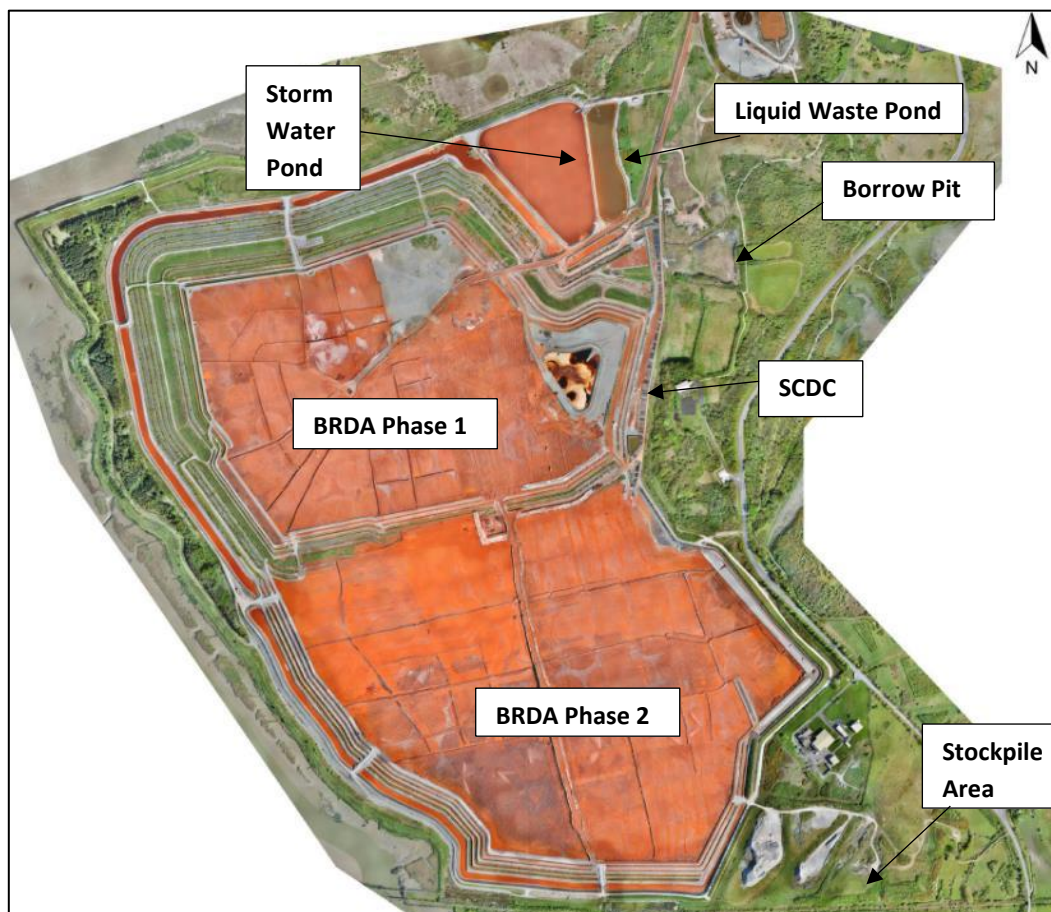 N
Storm
Water
Pond
Liquid Waste Pond
Borrow Pit
SCDC
BRDA Phase 1
BRDA Phase 2
Stockpile
Area